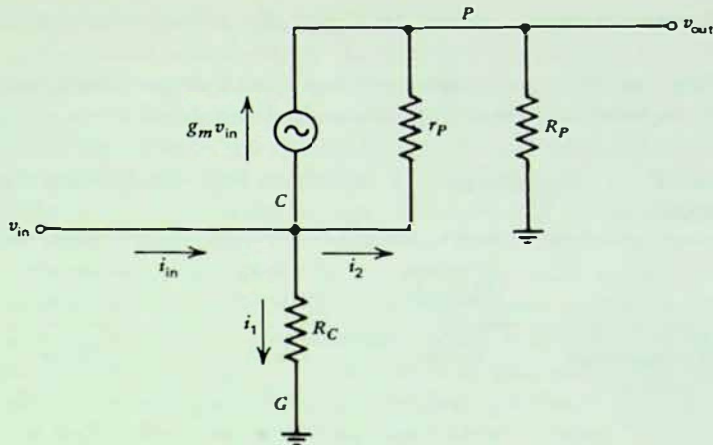 P
v_out
g_m v_in
r_P
R_P
C
v_in
i_in
i_2
i_1
R_C
G